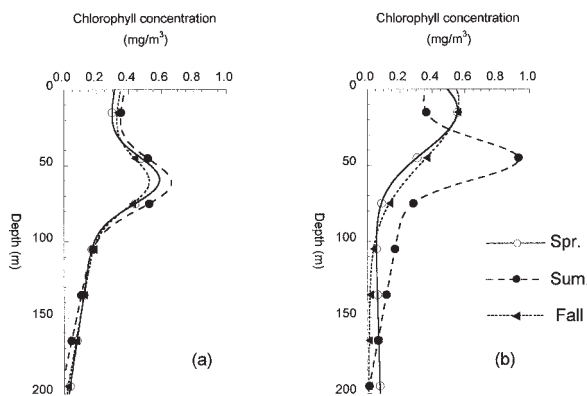 Chlorophyll concentration
(mg/m³)
0.0 0.2 0.4 0.6 0.8 1.0
0
50
100
150
200
Depth (m)
(a)
Chlorophyll concentration
(mg/m³)
0.0 0.2 0.4 0.6 0.8 1.0
0
50
100
150
200
Depth (m)
(b)
Spr.
Sum
Fall